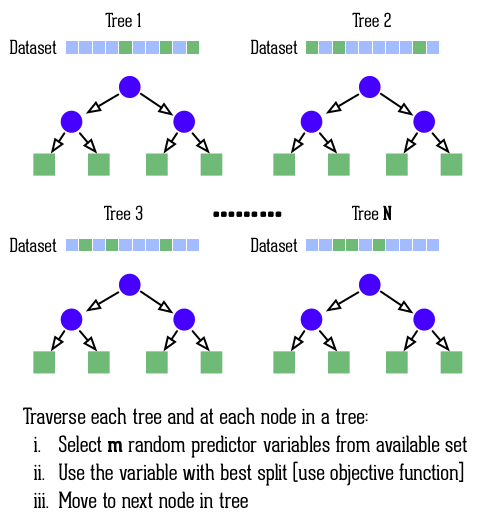 Tree 1
Tree 2
Dataset
Dataset
Tree 3
Tree N
Dataset
Dataset
Traverse each tree and at each node in a tree:
i. Select m random predictor variables from available set
ii. Use the variable with best split [use objective function]
iii. Move to next node in tree